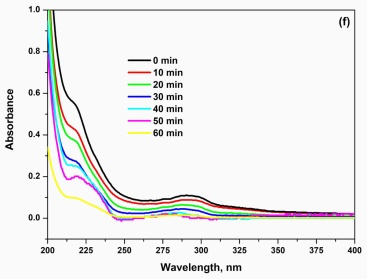 (f)
1.0
0.8
0.6
0.4
0.2
0.0
Absorbance
0 min
10 min
20 min
30 min
40 min
50 min
60 min
200 225 250 275 300 325 350 375 400
Wavelength, nm